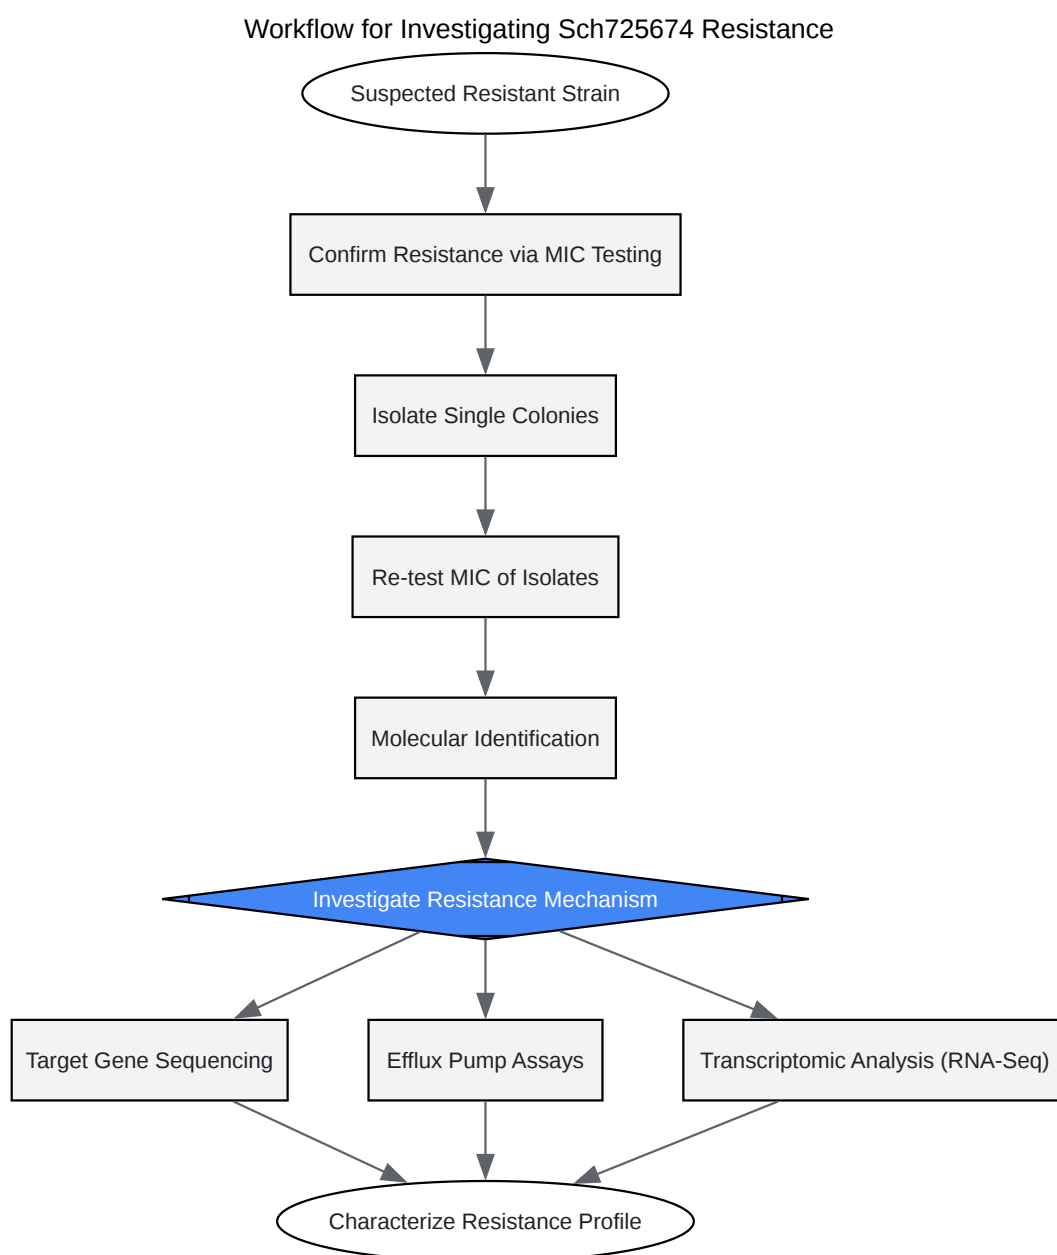 Workflow for Investigating Sch725674 Resistance
Suspected Resistant Strain
Confirm Resistance via MIC Testing
Isolate Single Colonies
Re-test MIC of Isolates
Molecular Identification
Investigate Resistance Mechanism
Target Gene Sequencing
Efflux Pump Assays
Transcriptomic Analysis (RNA-Seq)
Characterize Resistance Profile